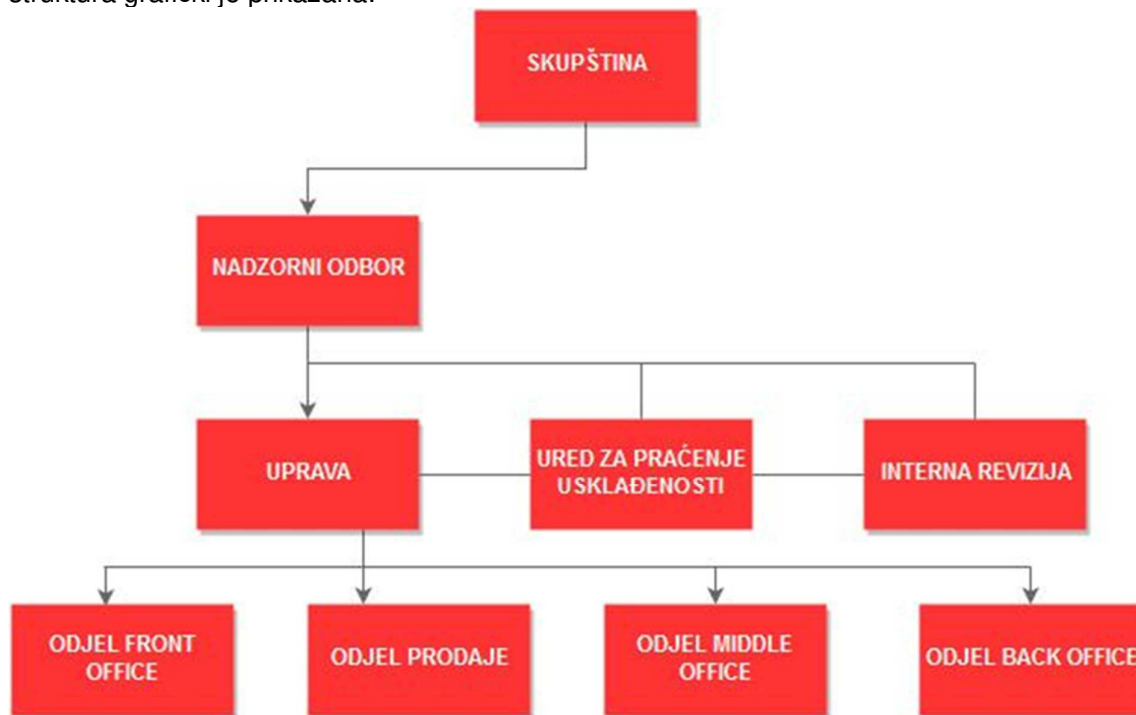 struktura grafički je prikazana:
SKUPŠTINA
NADZORNI ODBOR
UPRAVA
URED ZA PRAĆENJE
USKLAĐENOSTI
INTERNA REVIZIJA
ODJEL FRONT
OFFICE
ODJEL PRODAJE
ODJEL MIDDLE
OFFICE
ODJEL BACK OFFICE